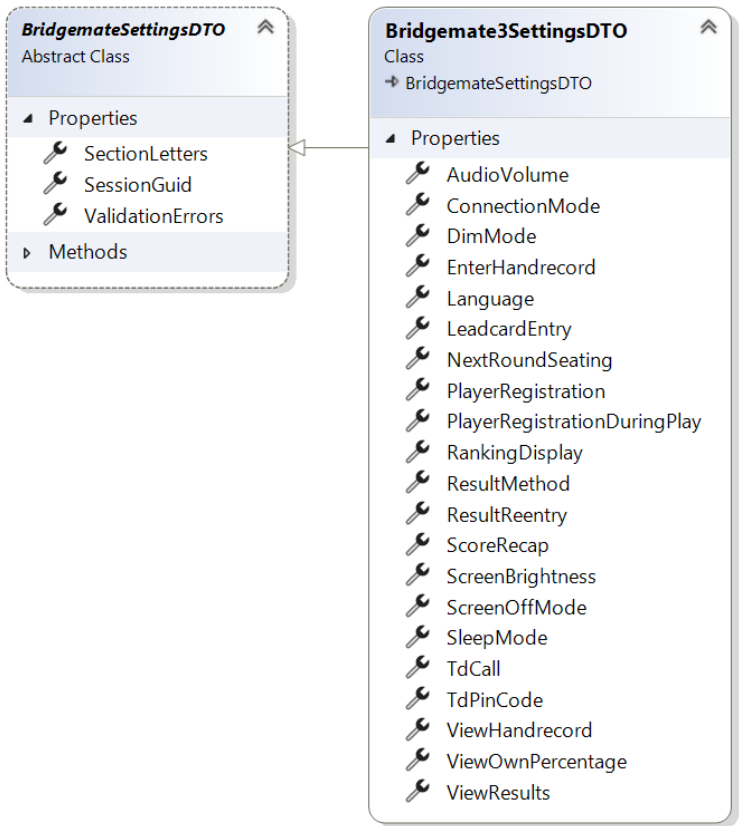 BridgemateSettingsDTO
Abstract Class
Properties
SectionLetters
SessionGuid
ValidationErrors
Methods
Bridgemate3SettingsDTO
Class
BridgemateSettingsDTO
Properties
AudioVolume
ConnectionMode
DimMode
EnterHandrecord
Language
LeadcardEntry
NextRoundSeating
PlayerRegistration
PlayerRegistrationDuringPlay
RankingDisplay
ResultMethod
ResultReentry
ScoreRecap
ScreenBrightness
ScreenOffMode
SleepMode
TdCall
TdPinCode
ViewHandrecord
ViewOwnPercentage
ViewResults